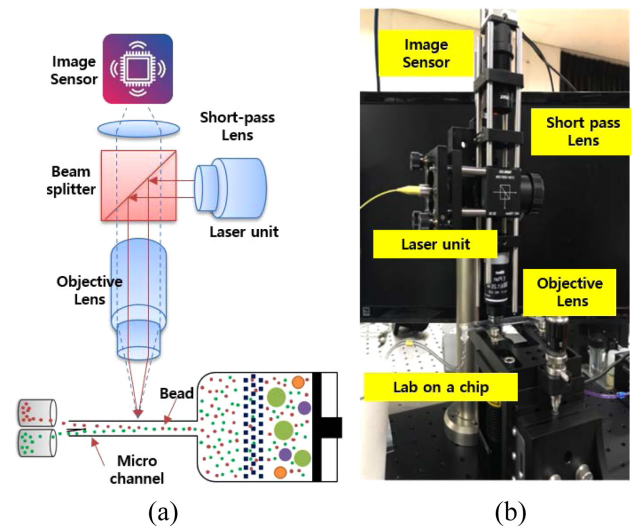 Image
Sensor
Short-pass
Lens
Beam
splitter
Laser unit
Objective
Lens
Bead
Micro
channel
(a)
Image
Sensor
Short pass
Lens
Laser unit
Objective
Lens
Lab on a chip
(b)